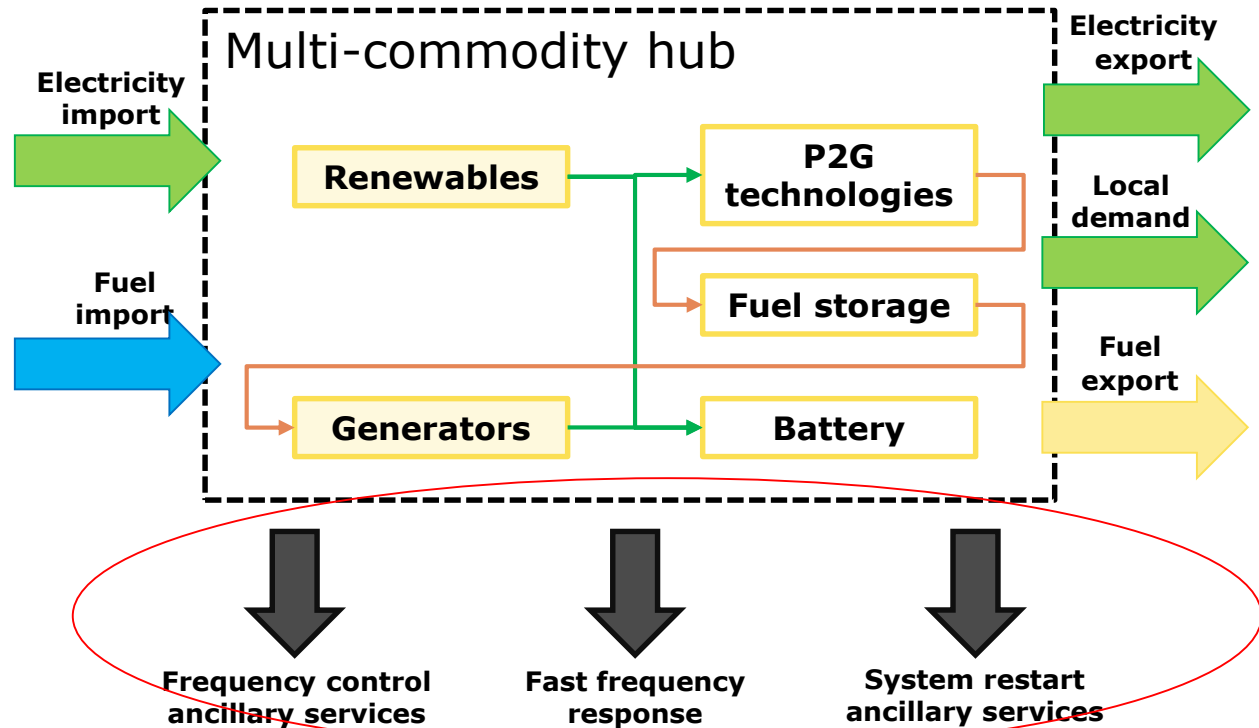 Multi-commodity hub
Electricity
import
Fuel
import
Renewables
Generators
P2G
technologies
Fuel storage
Battery
Electricity
export
Local
demand
Fuel
export
Frequency control
ancillary services
Fast frequency
response
System restart
ancillary services